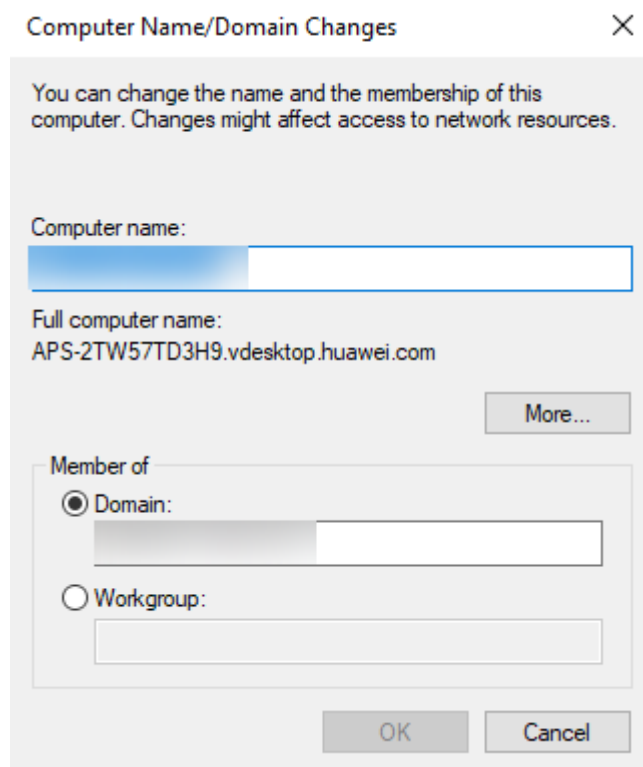 Computer Name/Domain Changes
You can change the name and the membership of this
computer. Changes might affect access to network resources.
Computer name:
Full computer name:
APS-2TW57TD3H9.vdesktop.huawei.com
More...
Member of
Domain:
Workgroup:
OK
Cancel